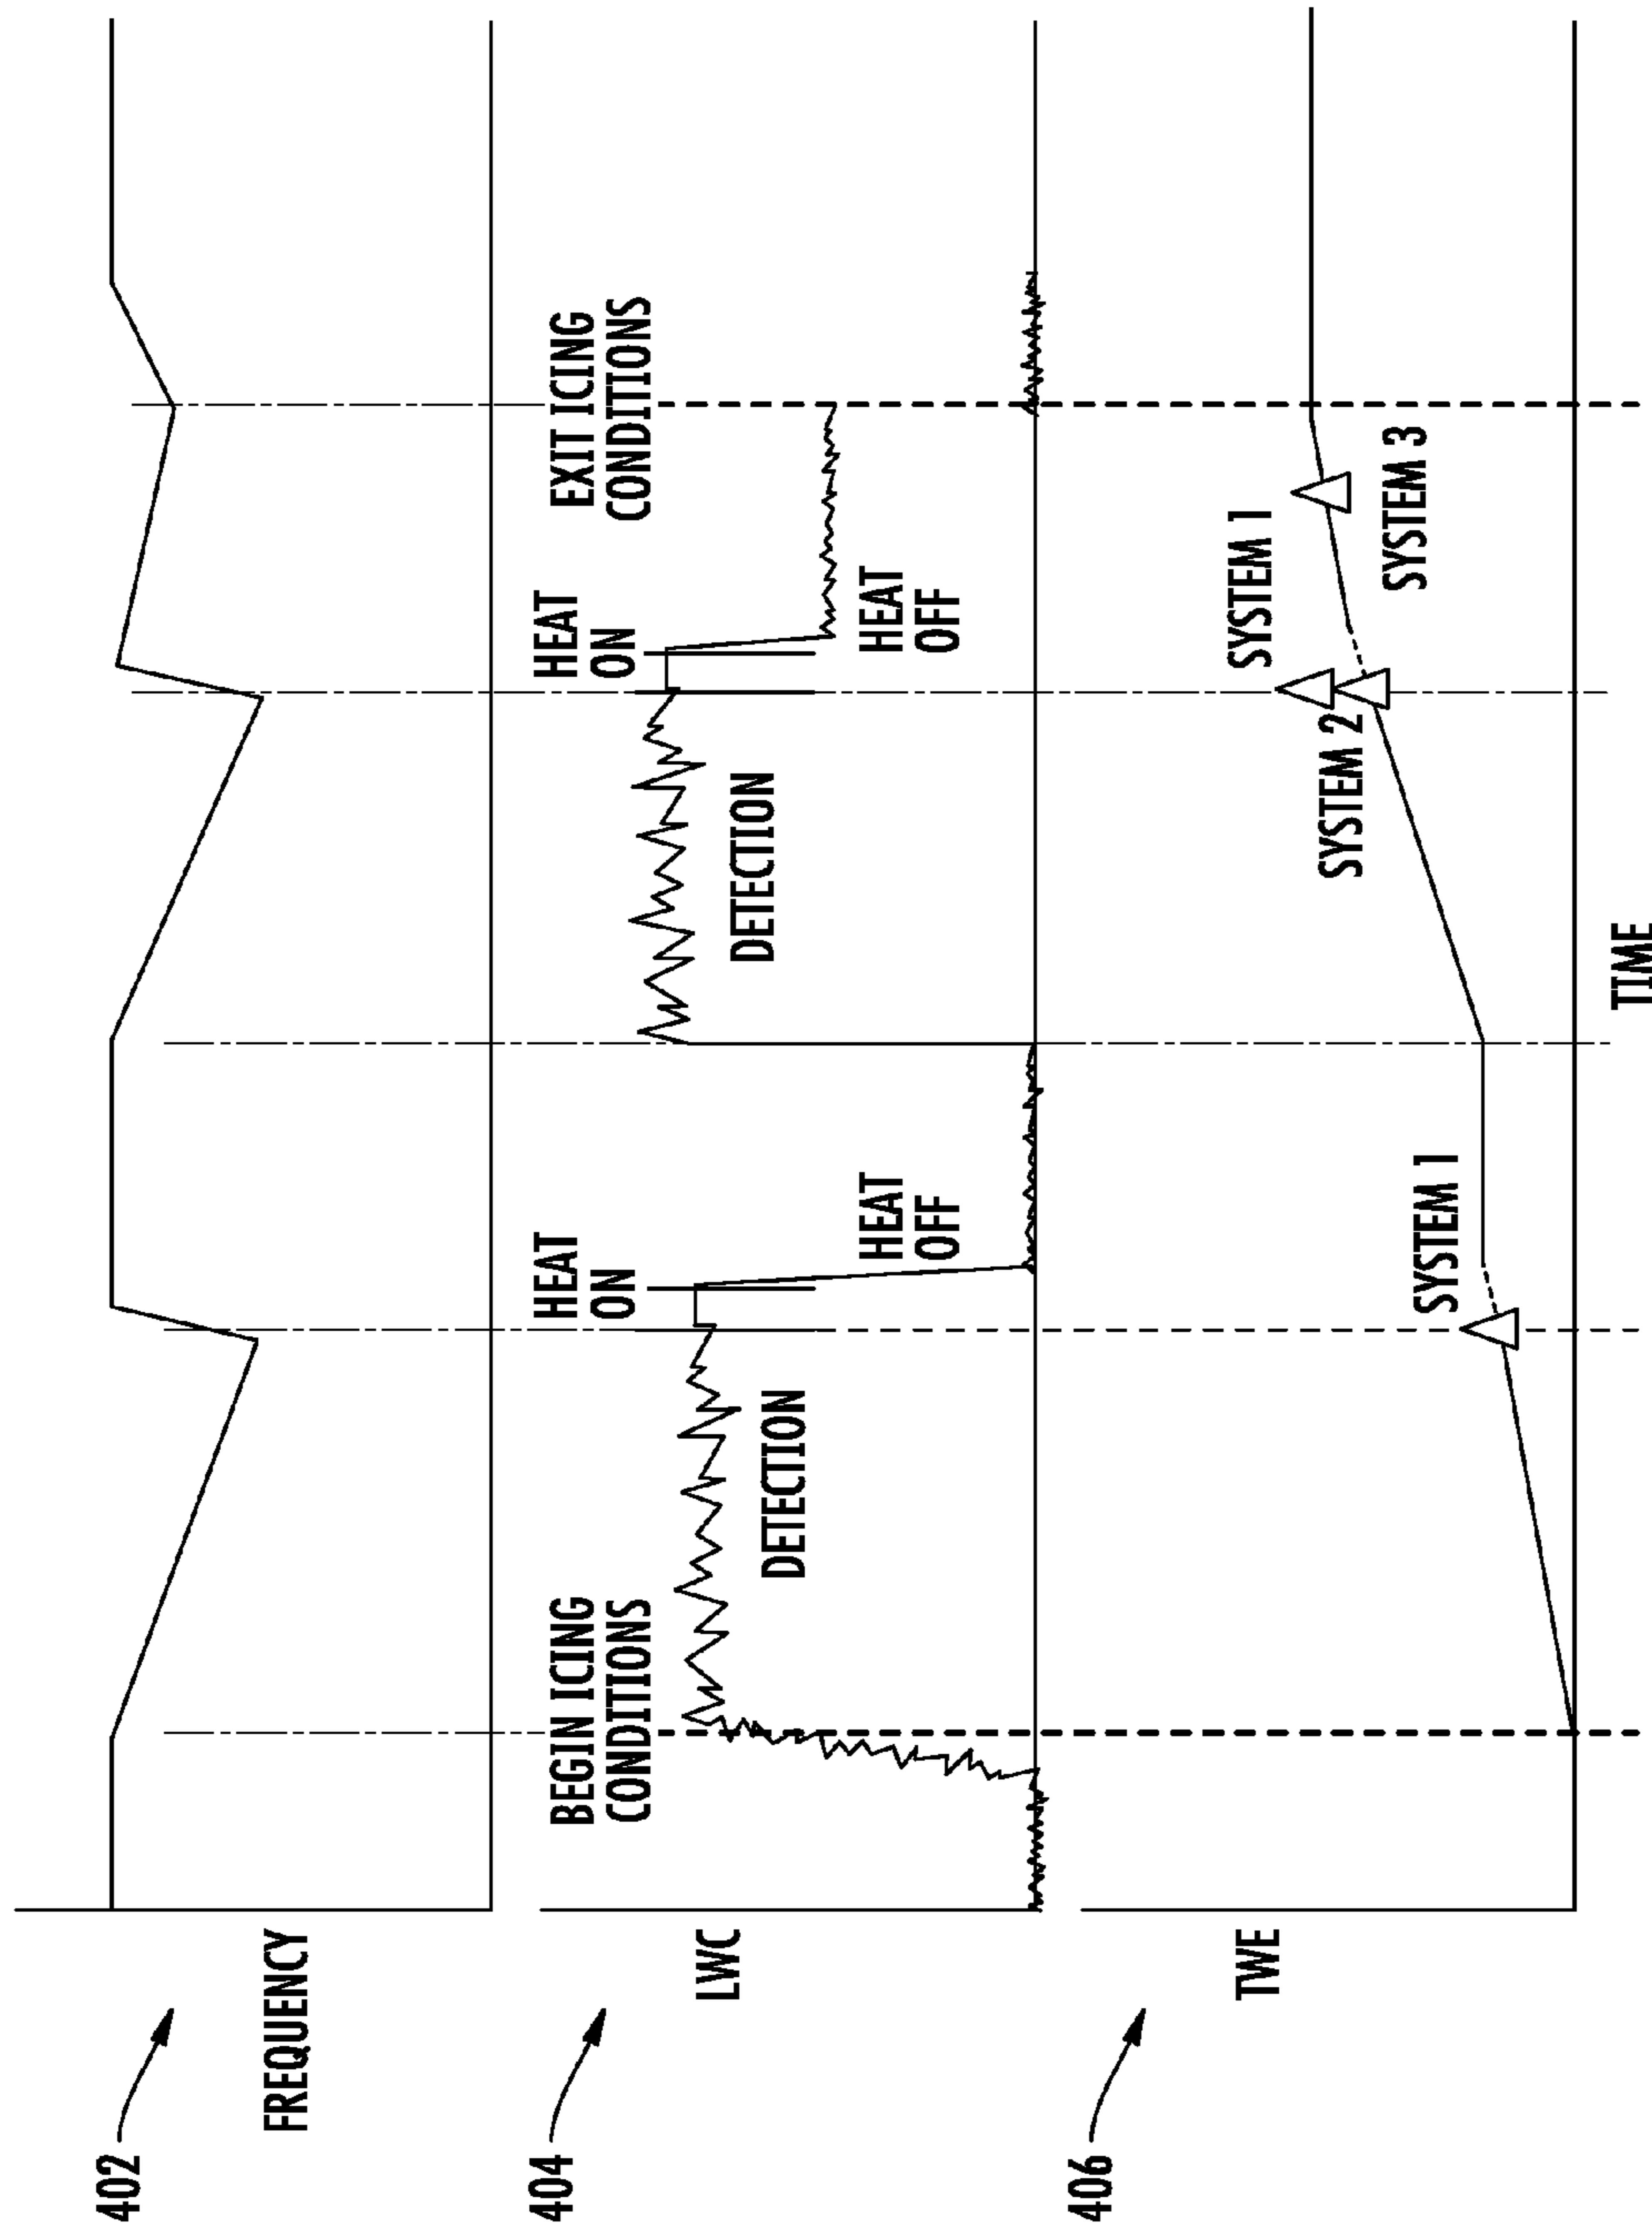 402
FREQUENCY
404
LWC
BEGIN ICING
CONDITIONS
DETECTION
HEAT
ON
HEAT
OFF
DETECTION
HEAT
ON
HEAT
OFF
EXIT ICING
CONDITIONS
406
TWE
SYSTEM 1
SYSTEM 2
SYSTEM 1
SYSTEM 3
TIME